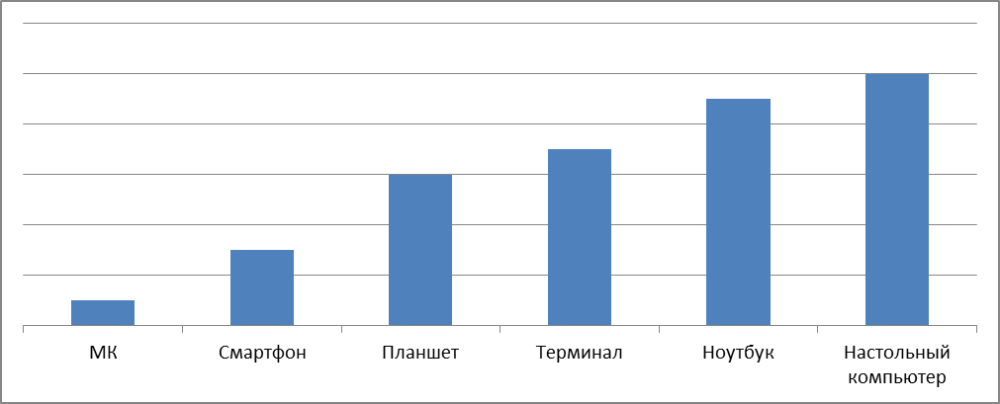 МК
Смартфон
Планшет
Терминал
Ноутбук
Настольный
компьютер